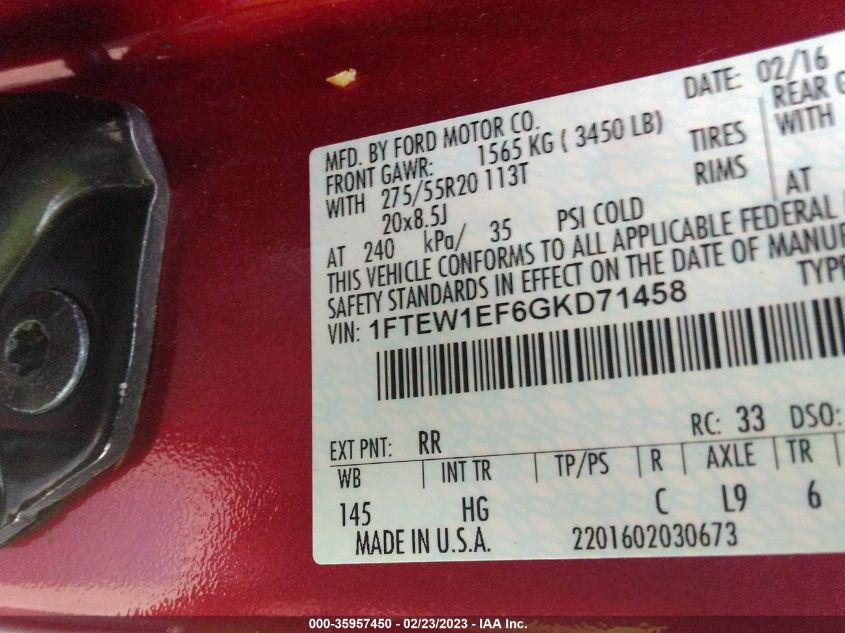 DATE: 02/16
MFD. BY FORD MOTOR CO.
FRONT GAWR: 1565 KG ( 3450 LB)
REAR G
WITH 275/55R20 113T TIRES WITH
20x8.5J RIMS
AT 240 kPa/ 35 PSI COLD AT
THIS VEHICLE CONFORMS TO ALL APPLICABLE FEDERAL
SAFETY STANDARDS IN EFFECT ON THE DATE OF MANUF
VIN: 1FTEW1EF6GKD71458 TYPE
EXT PNT: RR RC: 33 DSO:
WB | INT TR | TP/PS | R | AXLE | TR
145 HG C L9 6
MADE IN U.S.A. 2201602030673
000-35957450 - 02/23/2023 - IAA Inc.